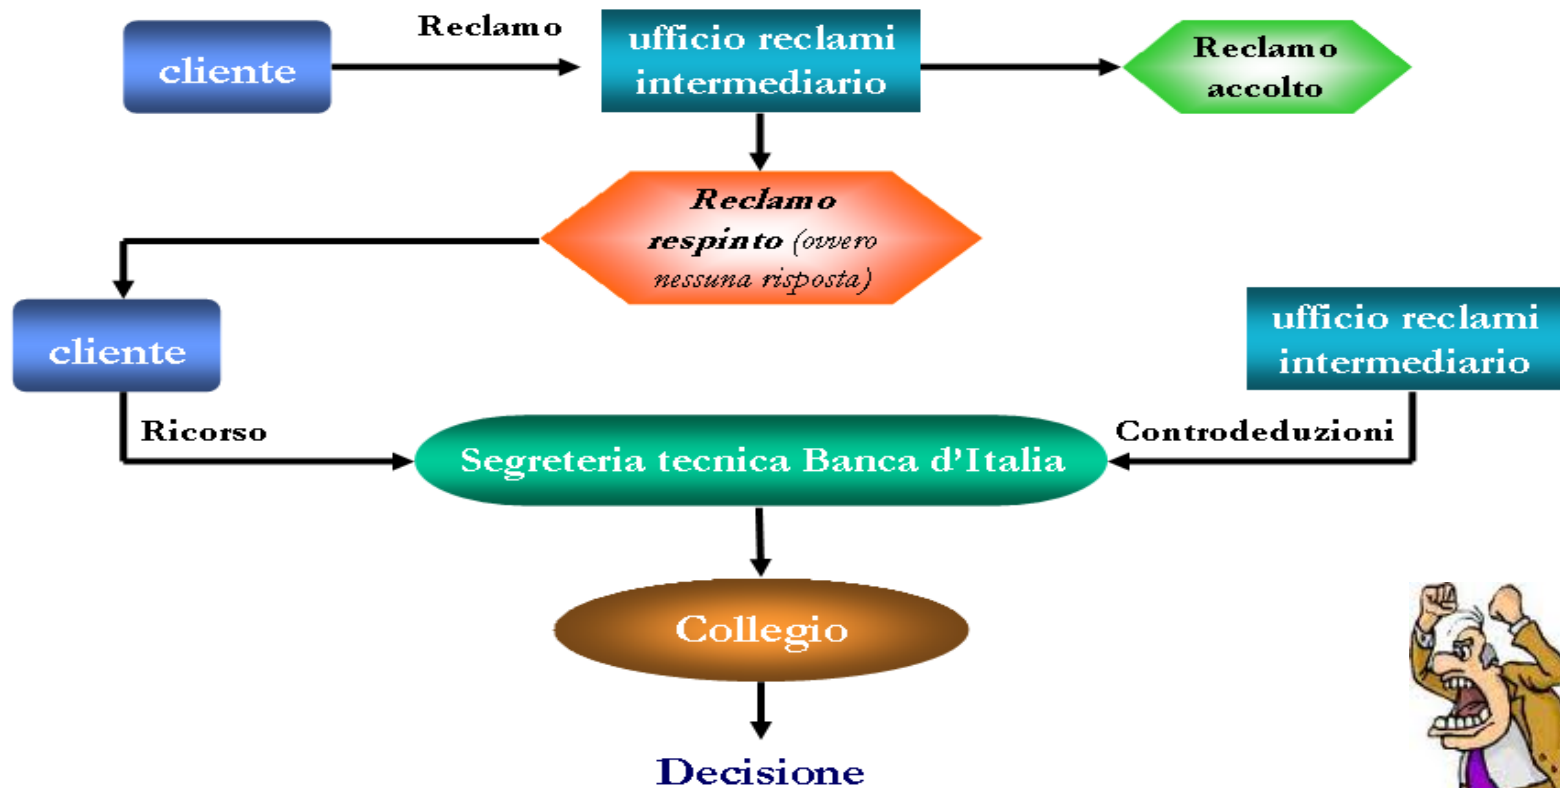 cliente
Reclamo
ufficio reclami
intermediario
Reclamo
accolto
Reclamo
respinto (ovvero
nessuna risposta)
cliente
ufficio reclami
intermediario
Ricorso
Controdeduzioni
Segreteria tecnica Banca d'Italia
Collegio
Decisione